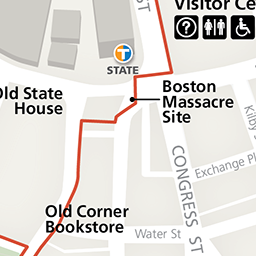 ST
Visitor Ce
?
T
STATE
Old State
House
Boston
Massacre
Site
Kilby
Exchange Pl
CONGRESS ST
Old Corner
Bookstore
Water St